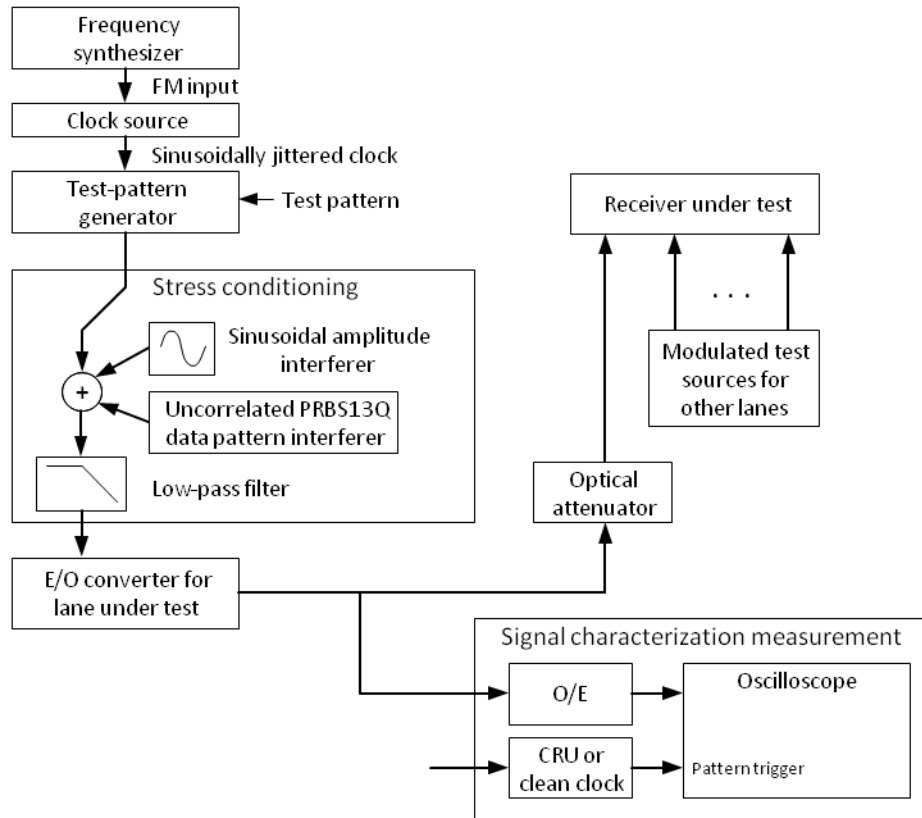 Frequency
synthesizer
FM input
Clock source
Sinusoidally jittered clock
Test-pattern
generator
Test pattern
Receiver under test
Stress conditioning
Sinusoidal amplitude
interferer
+
Uncorrelated PRBS13Q
data pattern interferer
Low-pass filter
. . .
Modulated test
sources for
other lanes
Optical
attenuator
E/O converter for
lane under test
Signal characterization measurement
O/E
Oscilloscope
CRU or
clean clock
Pattern trigger